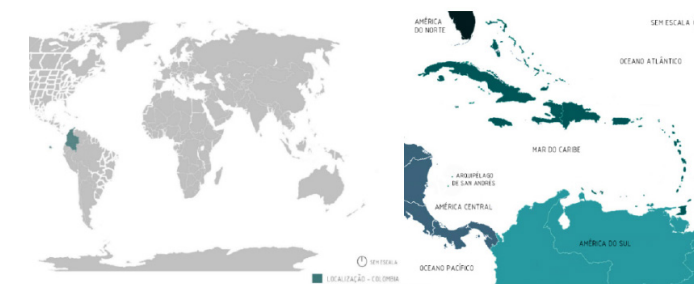 SEM ESCALA
LOCALIZAÇÃO - COLOMBIA
AMÉRICA
DO NORTE
SEM ESCALA
OCEANO ATLÂNTICO
MAR DO CARIBE
ARQUIPÉLAGO
DE SAN ANDRES
AMÉRICA CENTRAL
AMÉRICA DO SUL
OCEANO PACÍFICO